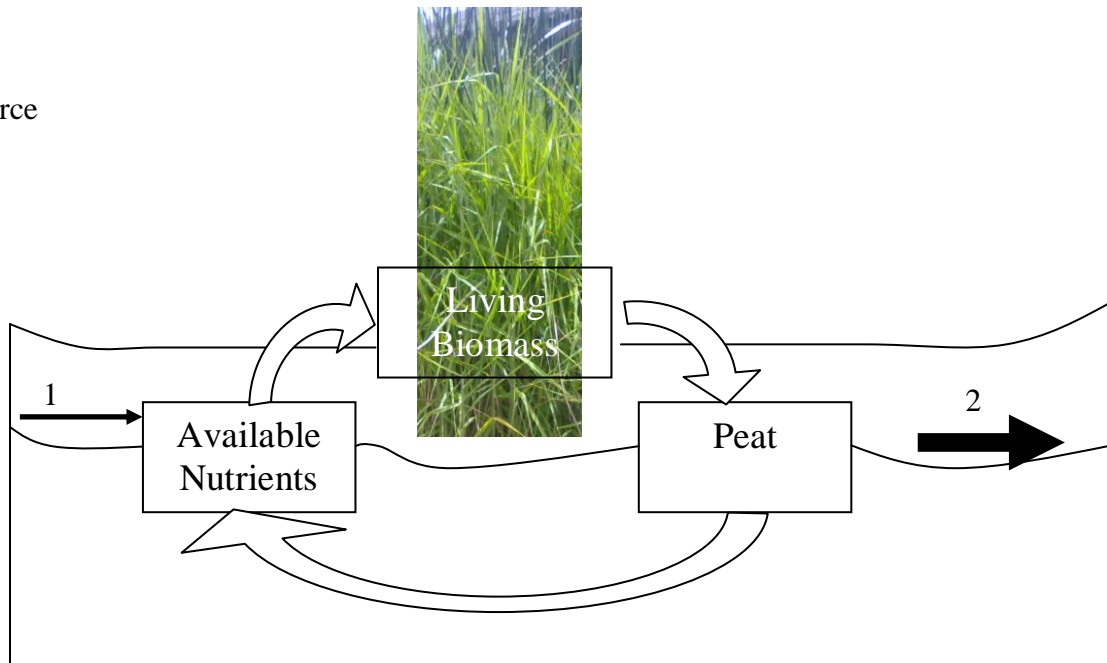 rce
Living
Biomass
1
Available
Nutrients
Peat
2